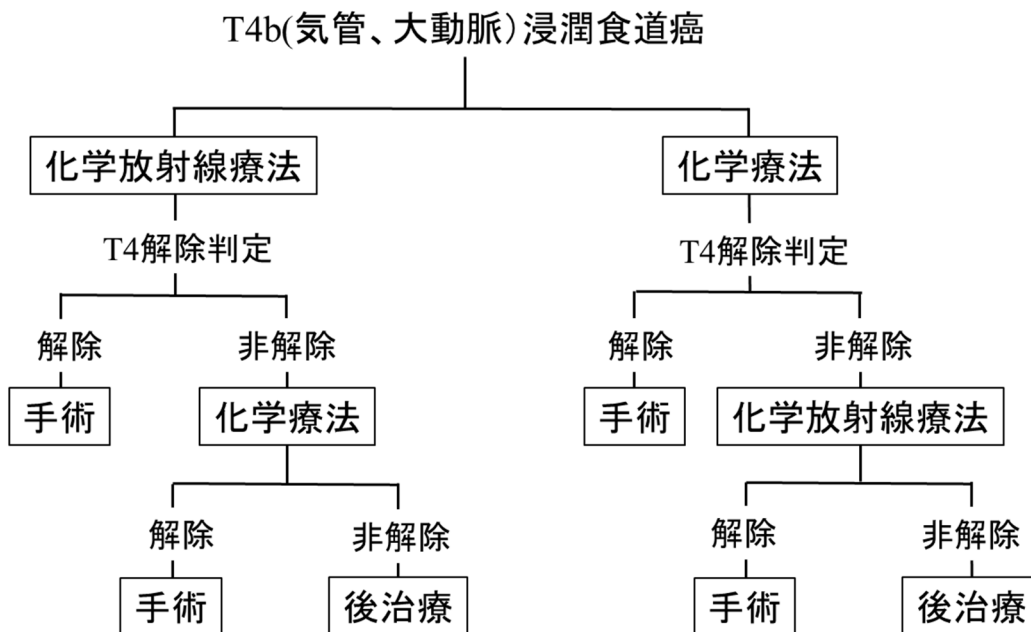 T4b(気管、大動脈)浸潤食道癌
化学放射線療法
化学療法
T4解除判定
T4解除判定
解除
非解除
解除
非解除
手術
化学療法
手術
化学放射線療法
解除
非解除
解除
非解除
手術
後治療
手術
後治療